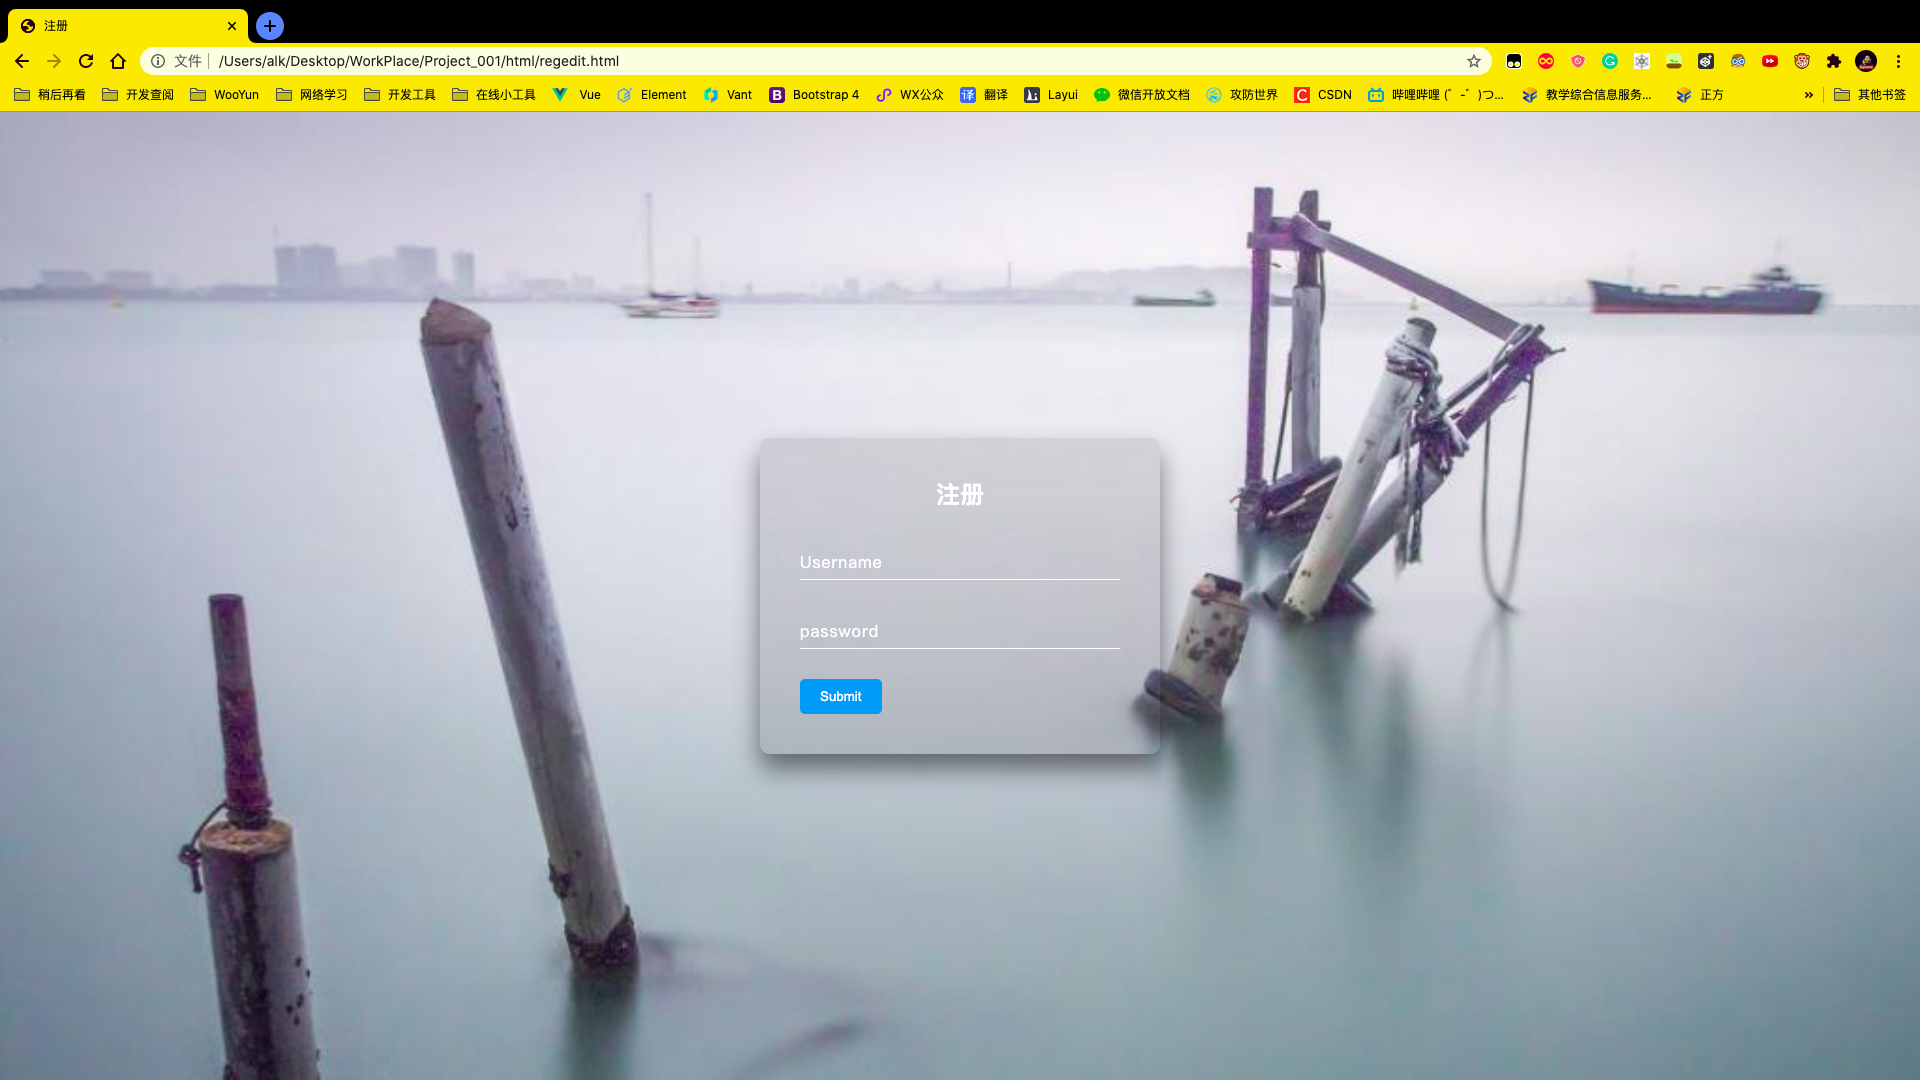 注册
文件 /Users/alk/Desktop/WorkPlace/Project_001/html/regedit.html
稍后再看 开发查阅 WooYun 网络学习 开发工具 在线小工具 Vue Element Vant Bootstrap 4 WX公众 翻译 Layui 微信开放文档 攻防世界 CSDN 哔哩哔哩 (゜-゜)つ... 教学综合信息服务... 正方 » 其他书签
注册
Username
password
Submit